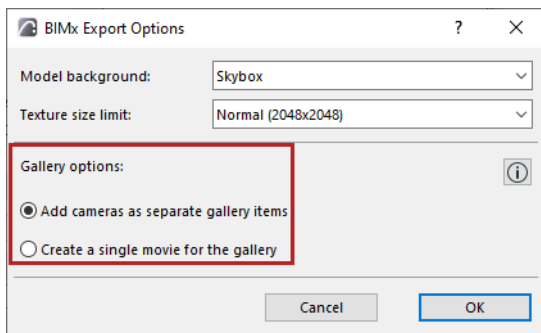 BIMx Export Options
Model background: Skybox
Texture size limit: Normal (2048x2048)
Gallery options:
Add cameras as separate gallery items
Create a single movie for the gallery
Cancel OK